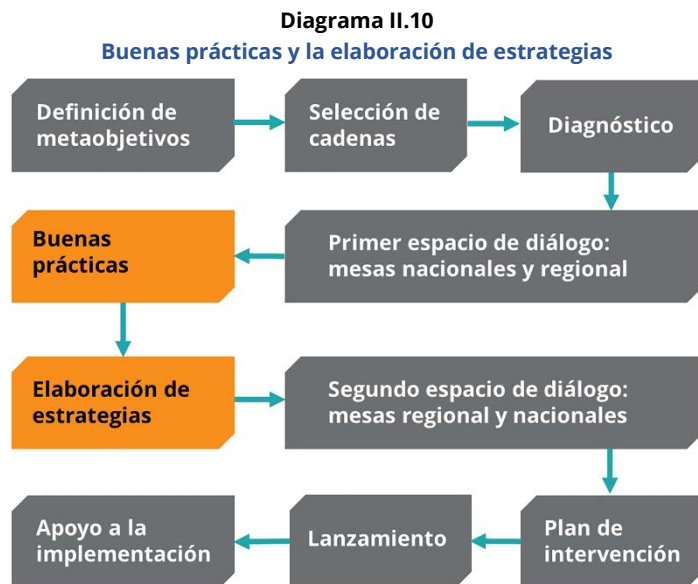 Diagrama II.10
Buenas prácticas y la elaboración de estrategias
Definición de
metaobjetivos
Selección de
cadenas
Diagnóstico
Primer espacio de diálogo:
mesas nacionales y regional
Buenas
prácticas
Elaboración de
estrategias
Segundo espacio de diálogo:
mesas regional y nacionales
Plan de
intervención
Lanzamiento
Apoyo a la
implementación